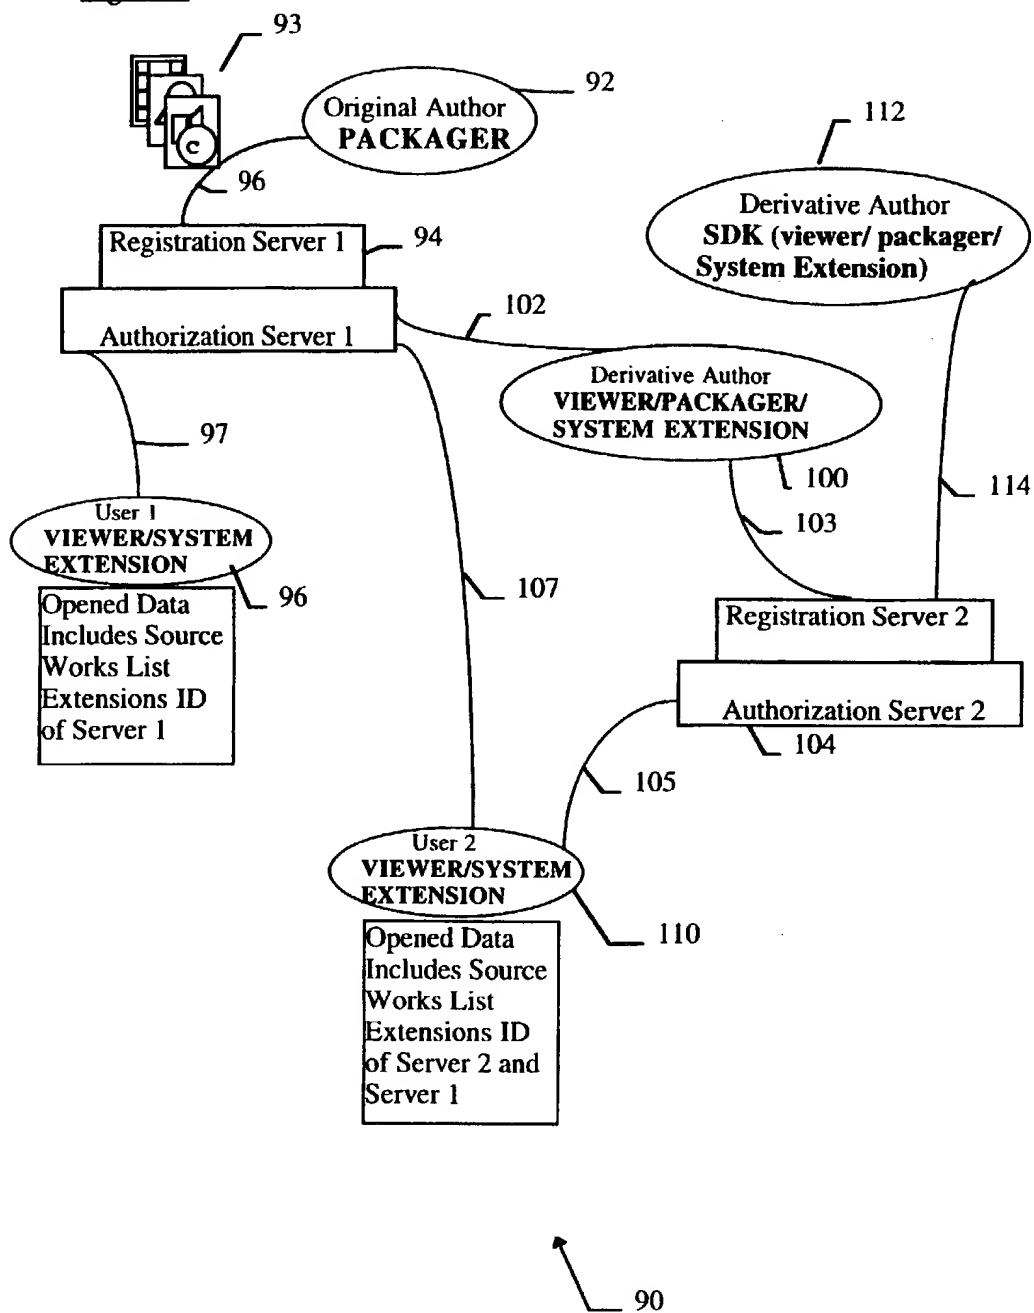 93
C
Original Author
PACKAGER
92
112
96
Derivative Author
SDK (viewer/ packager/
System Extension)
Registration Server 1
94
Authorization Server 1
102
Derivative Author
VIEWER/PACKAGER/
SYSTEM EXTENSION
97
100
114
103
User 1
VIEWER/SYSTEM
EXTENSION
96
107
Opened Data
Includes Source
Works List
Extensions ID
of Server 1
Registration Server 2
Authorization Server 2
104
105
User 2
VIEWER/SYSTEM
EXTENSION
110
Opened Data
Includes Source
Works List
Extensions ID
of Server 2 and
Server 1
90